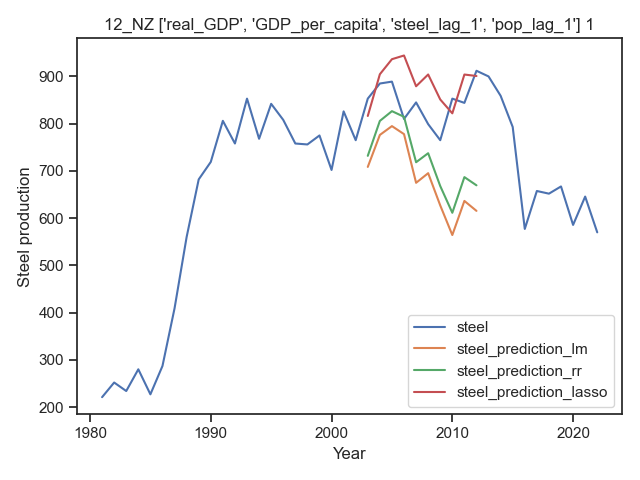 12_NZ ['real_GDP', 'GDP_per_capita', 'steel_lag_1', 'pop_lag_1'] 1
900
800
700
600
500
400
300
200
Steel production
1980
1990
2000
2010
2020
Year
steel
steel_prediction_lm
steel_prediction_rr
steel_prediction_lasso